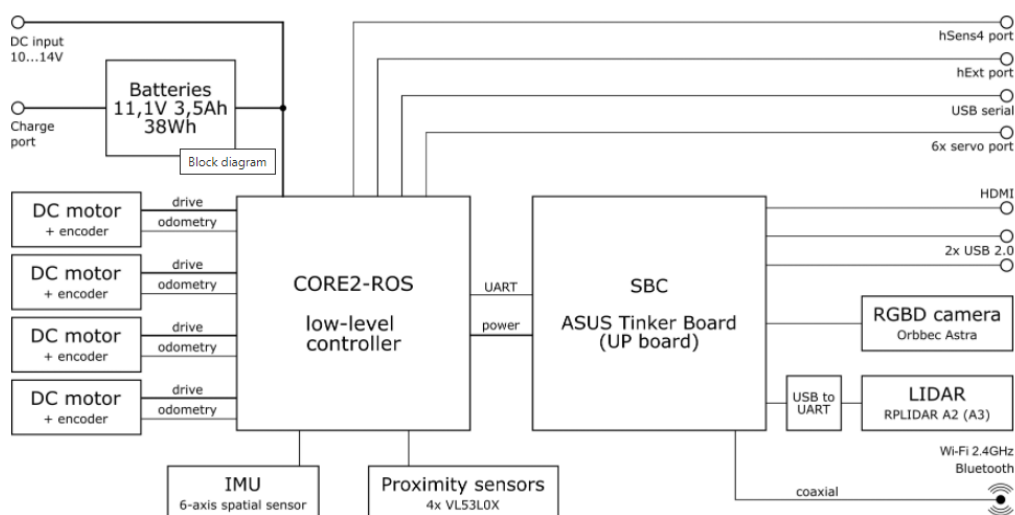 DC input
10...14V
hSens4 port
hExt port
Batteries
11,1V 3,5Ah
38Wh
Charge
port
USB serial
6x servo port
Block diagram
DC motor
+ encoder
drive
odometry
DC motor
+ encoder
drive
odometry
DC motor
+ encoder
drive
odometry
DC motor
+ encoder
drive
odometry
CORE2-ROS
low-level
controller
UART
power
SBC
ASUS Tinker Board
(UP board)
HDMI
2x USB 2.0
RGBD camera
Orbbec Astra
USB to
UART
LIDAR
RPLIDAR A2 (A3)
Wi-Fi 2.4GHz
Bluetooth
coaxial
IMU
6-axis spatial sensor
Proximity sensors
4x VL53L0X